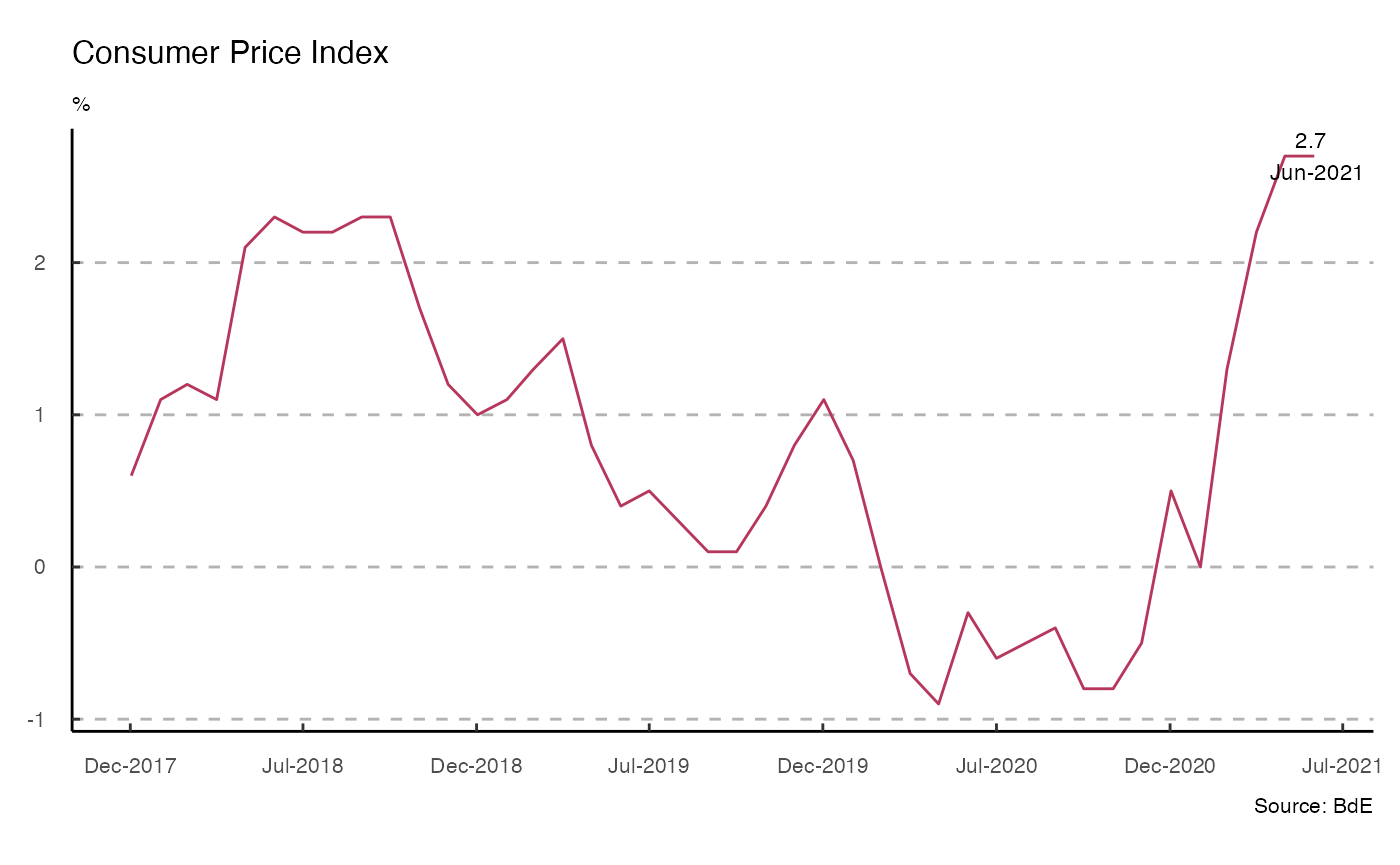 Consumer Price Index
%
2.7
Jun-2021
2
1
0
-1
Dec-2017 Jul-2018 Dec-2018 Jul-2019 Dec-2019 Jul-2020 Dec-2020 Jul-2021
Source: BdE